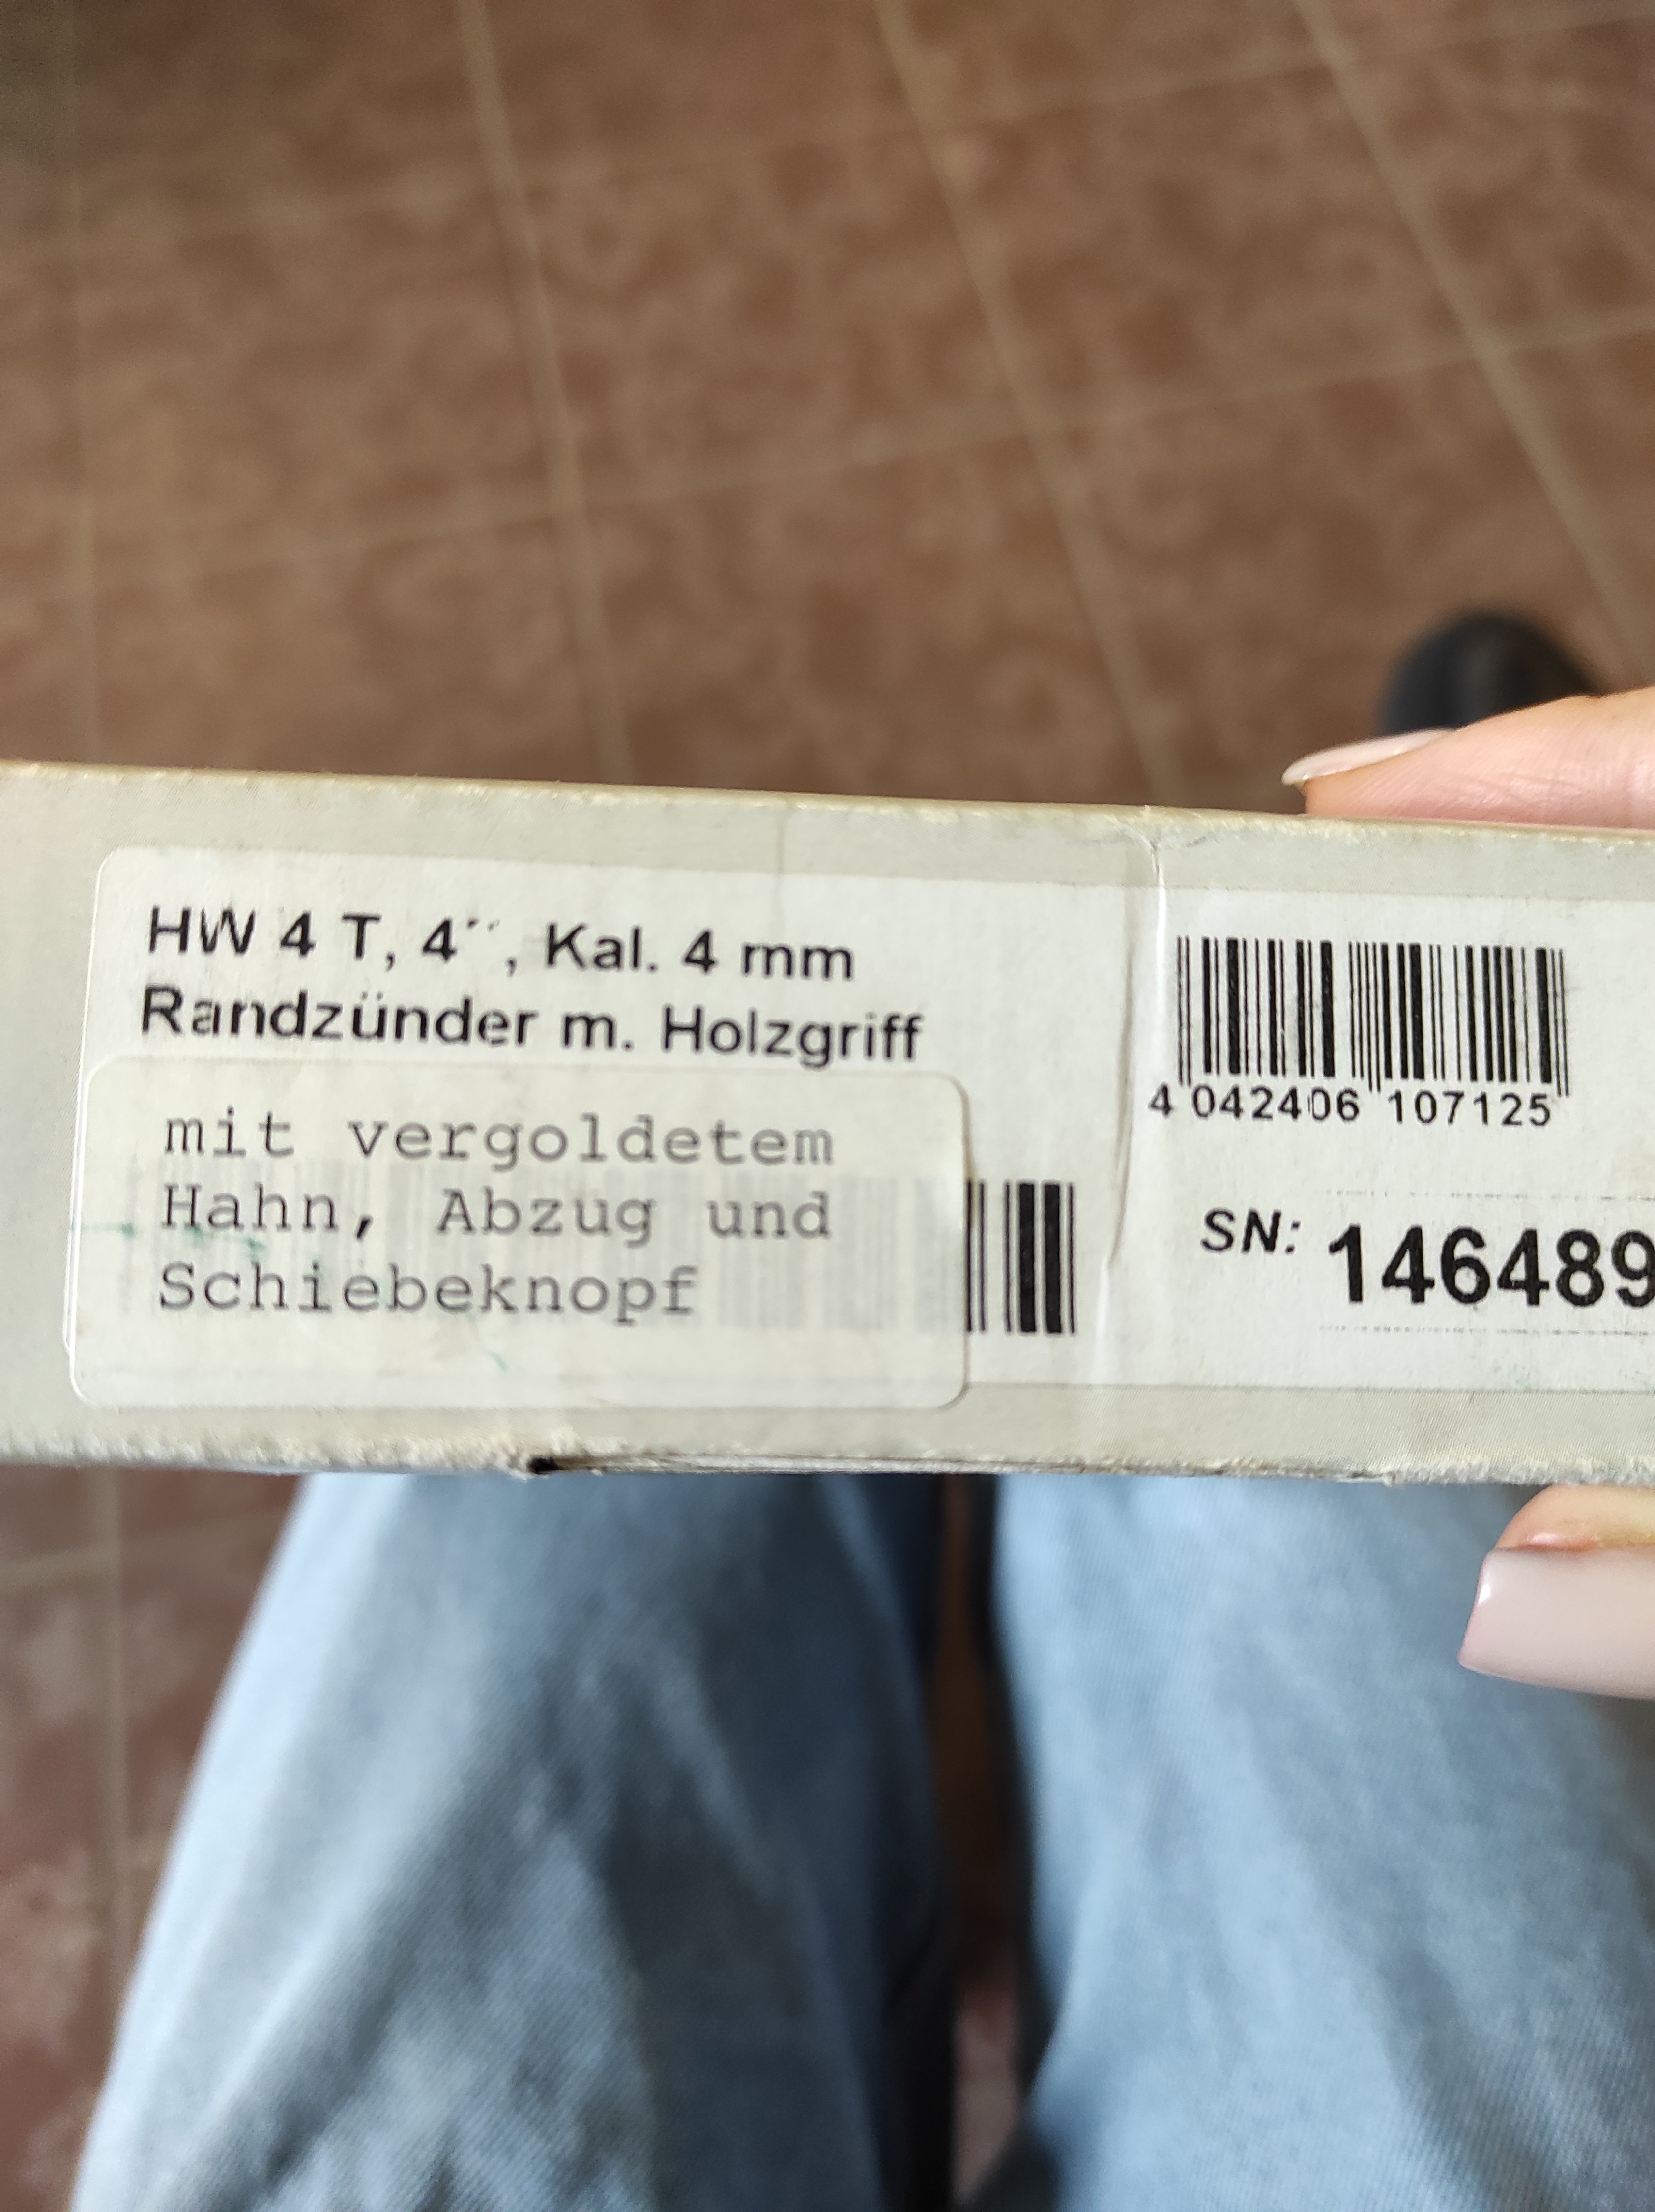 HW 4 T, 4´´, Kal. 4 mm
Randzünder m. Holzgriff
mit vergoldetem
Hahn, Abzug und
Schiebeknopf
4 042406 107125
SN: 146489